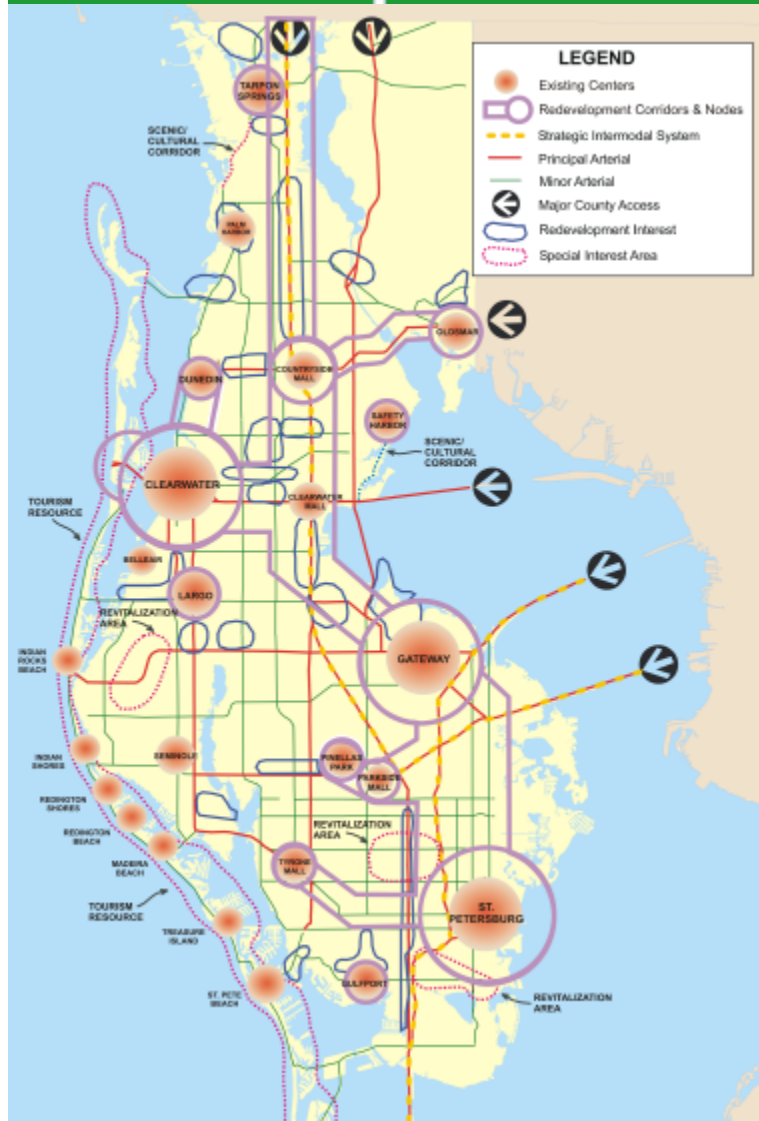 LEGEND
Existing Centers
Redevelopment Corridors & Nodes
Strategic Intermodal System
Principal Arterial
Minor Arterial
Major County Access
Redevelopment Interest
Special Interest Area
TARPON
SPRINGS
SCENIC/
CULTURAL
CORRIDOR
PALM
HARBOR
OLDSMAR
COUNTRYSIDE
MALL
DUNEDIN
SAFETY
HARBOR
SCENIC/
CULTURAL
CORRIDOR
CLEARWATER
CLEARWATER
MALL
TOURISM
RESOURCE
BELLEAIR
LARGO
REVITALIZATION
AREA
INDIAN
ROCKS
BEACH
GATEWAY
INDIAN
SHORES
SEMINOLE
PINELLAS
PARK
PARKSIDE
MALL
REDINGTON
SHORES
REDINGTON
BEACH
REVITALIZATION
AREA
MADEIRA
BEACH
TYRONE
MALL
TOURISM
RESOURCE
ST.
PETERSBURG
TREASURE
ISLAND
GULFPORT
ST. PETE
BEACH
REVITALIZATION
AREA